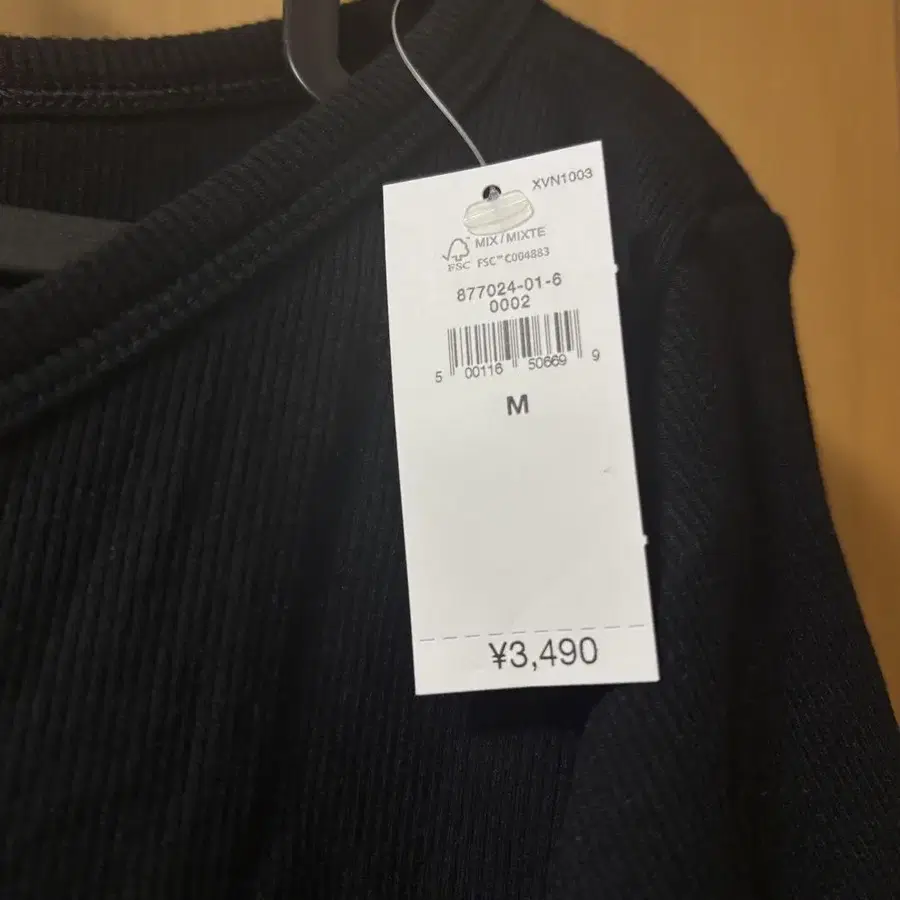 XVN1003
MIX/MIXTE
FSC FSC™ C004883
877024-01-6
0002
5 00116 50669 9
M
¥3,490